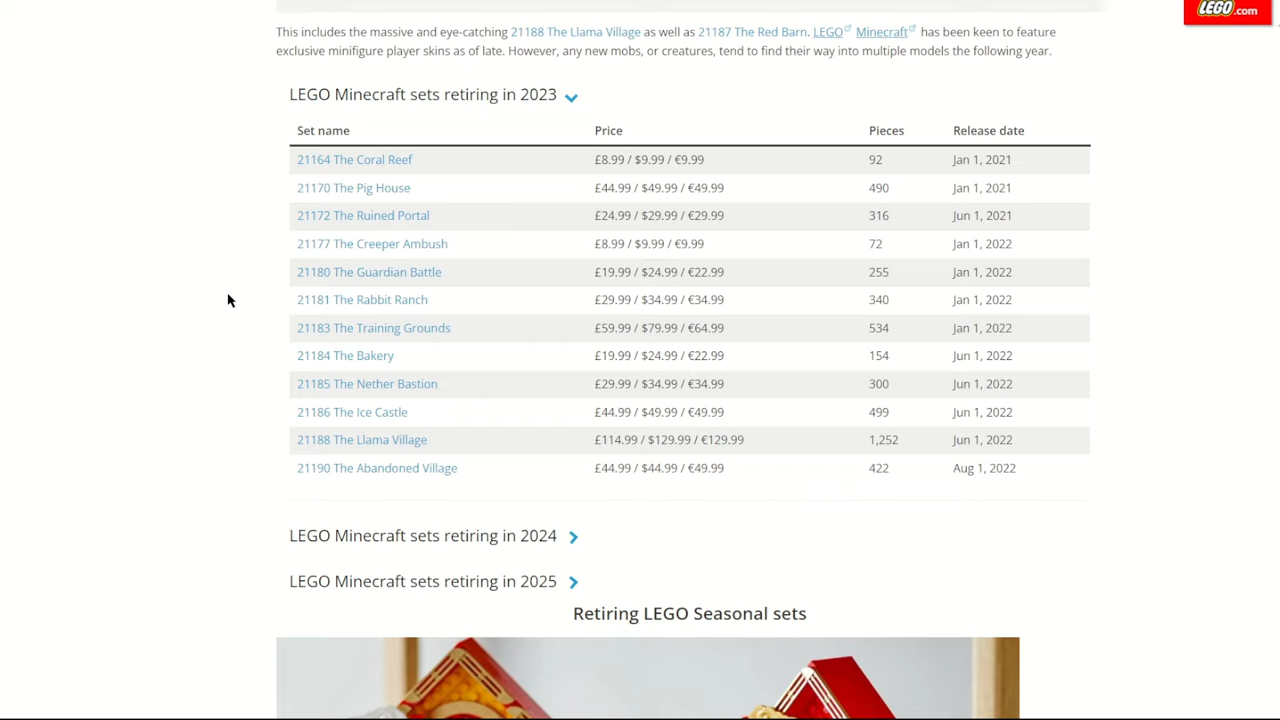 LEGO.com
This includes the massive and eye-catching 21188 The Llama Village as well as 21187 The Red Barn. LEGO Minecraft has been keen to feature
exclusive minifigure player skins as of late. However, any new mobs, or creatures, tend to find their way into multiple models the following year.
LEGO Minecraft sets retiring in 2023
Set name Price Pieces Release date
21164 The Coral Reef £8.99 / $9.99 / €9.99 92 Jan 1, 2021
21170 The Pig House £44.99 / $49.99 / €49.99 490 Jan 1, 2021
21172 The Ruined Portal £24.99 / $29.99 / €29.99 316 Jun 1, 2021
21177 The Creeper Ambush £8.99 / $9.99 / €9.99 72 Jan 1, 2022
21180 The Guardian Battle £19.99 / $24.99 / €22.99 255 Jan 1, 2022
21181 The Rabbit Ranch £29.99 / $34.99 / €34.99 340 Jan 1, 2022
21183 The Training Grounds £59.99 / $79.99 / €64.99 534 Jan 1, 2022
21184 The Bakery £19.99 / $24.99 / €22.99 154 Jun 1, 2022
21185 The Nether Bastion £29.99 / $34.99 / €34.99 300 Jun 1, 2022
21186 The Ice Castle £44.99 / $49.99 / €49.99 499 Jun 1, 2022
21188 The Llama Village £114.99 / $129.99 / €129.99 1,252 Jun 1, 2022
21190 The Abandoned Village £44.99 / $44.99 / €49.99 422 Aug 1, 2022
LEGO Minecraft sets retiring in 2024
LEGO Minecraft sets retiring in 2025
Retiring LEGO Seasonal sets